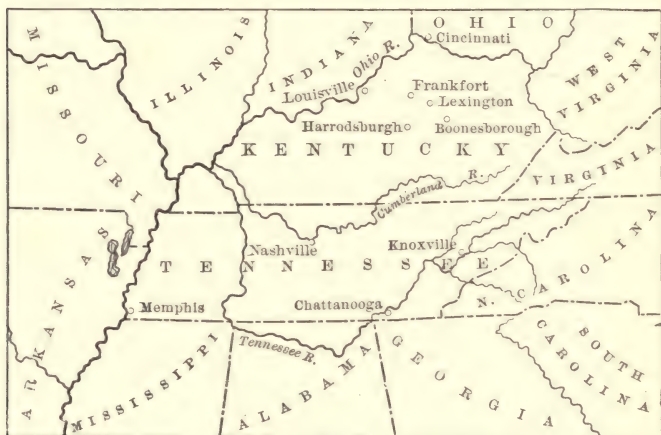 OHIO
Cincinnati
MISSOURI
ILLINOIS
INDIANA
Ohio R.
WEST
VIRGINIA
Louisville
Frankfort
Lexington
Harrodsburgh
Boonesborough
KENTUCKY
VIRGINIA
Cumberland R.
ARKANSAS
Nashville
Knoxville
TENNESSEE
N. CAROLINA
Memphis
Chattanooga
Tennessee R.
MISSISSIPPI
ALABAMA
GEORGIA
SOUTH
CAROLINA